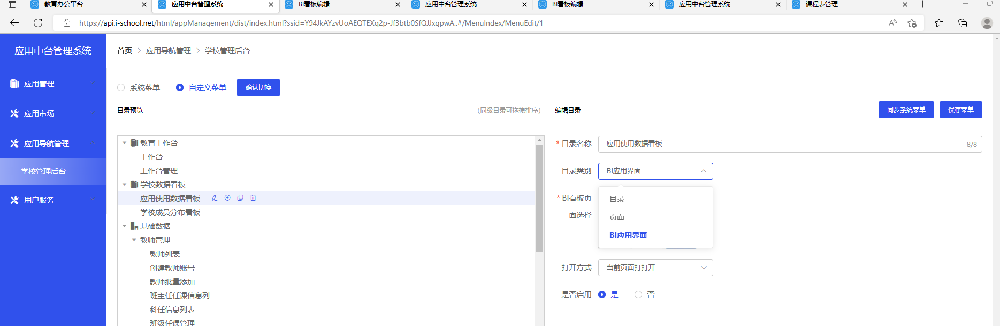 教育办公平台
应用中台管理系统
BI看板编辑
应用中台管理系统
BI看板编辑
应用中台管理系统
课程表管理
https://api.i-school.net/html/appManagement/dist/index.html?ssid=Y94JkAYzvUoAEQTEXq2p-Jf3btb0SfQJJxgpwA..#/MenuIndex/MenuEdit/1
应用中台管理系统
首页 > 应用导航管理 > 学校管理后台
应用管理
应用市场
应用导航管理
学校管理后台
用户服务
系统菜单 自定义菜单 确认切换
目录预览 (同级目录可拖拽排序)
教育工作台
工作台
工作台管理
学校数据看板
应用使用数据看板
学校成员分布看板
基础数据
教师管理
教师列表
创建教师账号
教师批量添加
班主任任课信息列
科任信息列表
班级任课管理
编辑目录 同步系统菜单 保存菜单
* 目录名称 应用使用数据看板 8/8
目录类别 BI应用界面
目录
页面
BI应用界面
* BI看板页
面选择
打开方式 当前页面打打开
是否启用 是 否